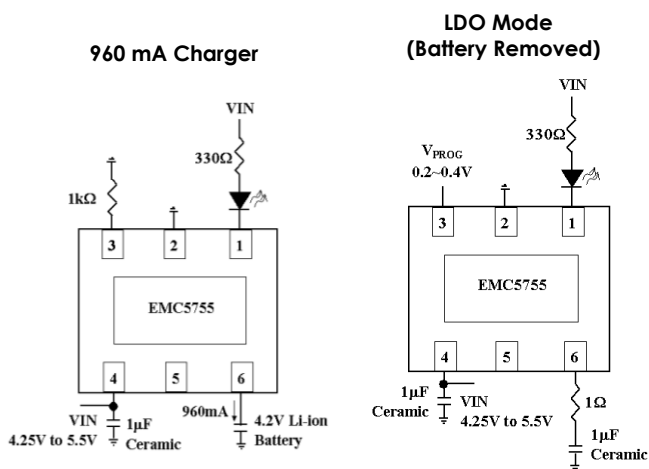 960 mA Charger
VIN
330Ω
1kΩ
3
2
1
EMC5755
4
5
6
VIN
4.25V to 5.5V
1μF
Ceramic
960mA
4.2V Li-ion
Battery
LDO Mode
(Battery Removed)
VIN
330Ω
VPROG
0.2~0.4V
3
2
1
EMC5755
4
5
6
1μF
Ceramic
VIN
4.25V to 5.5V
1Ω
1μF
Ceramic